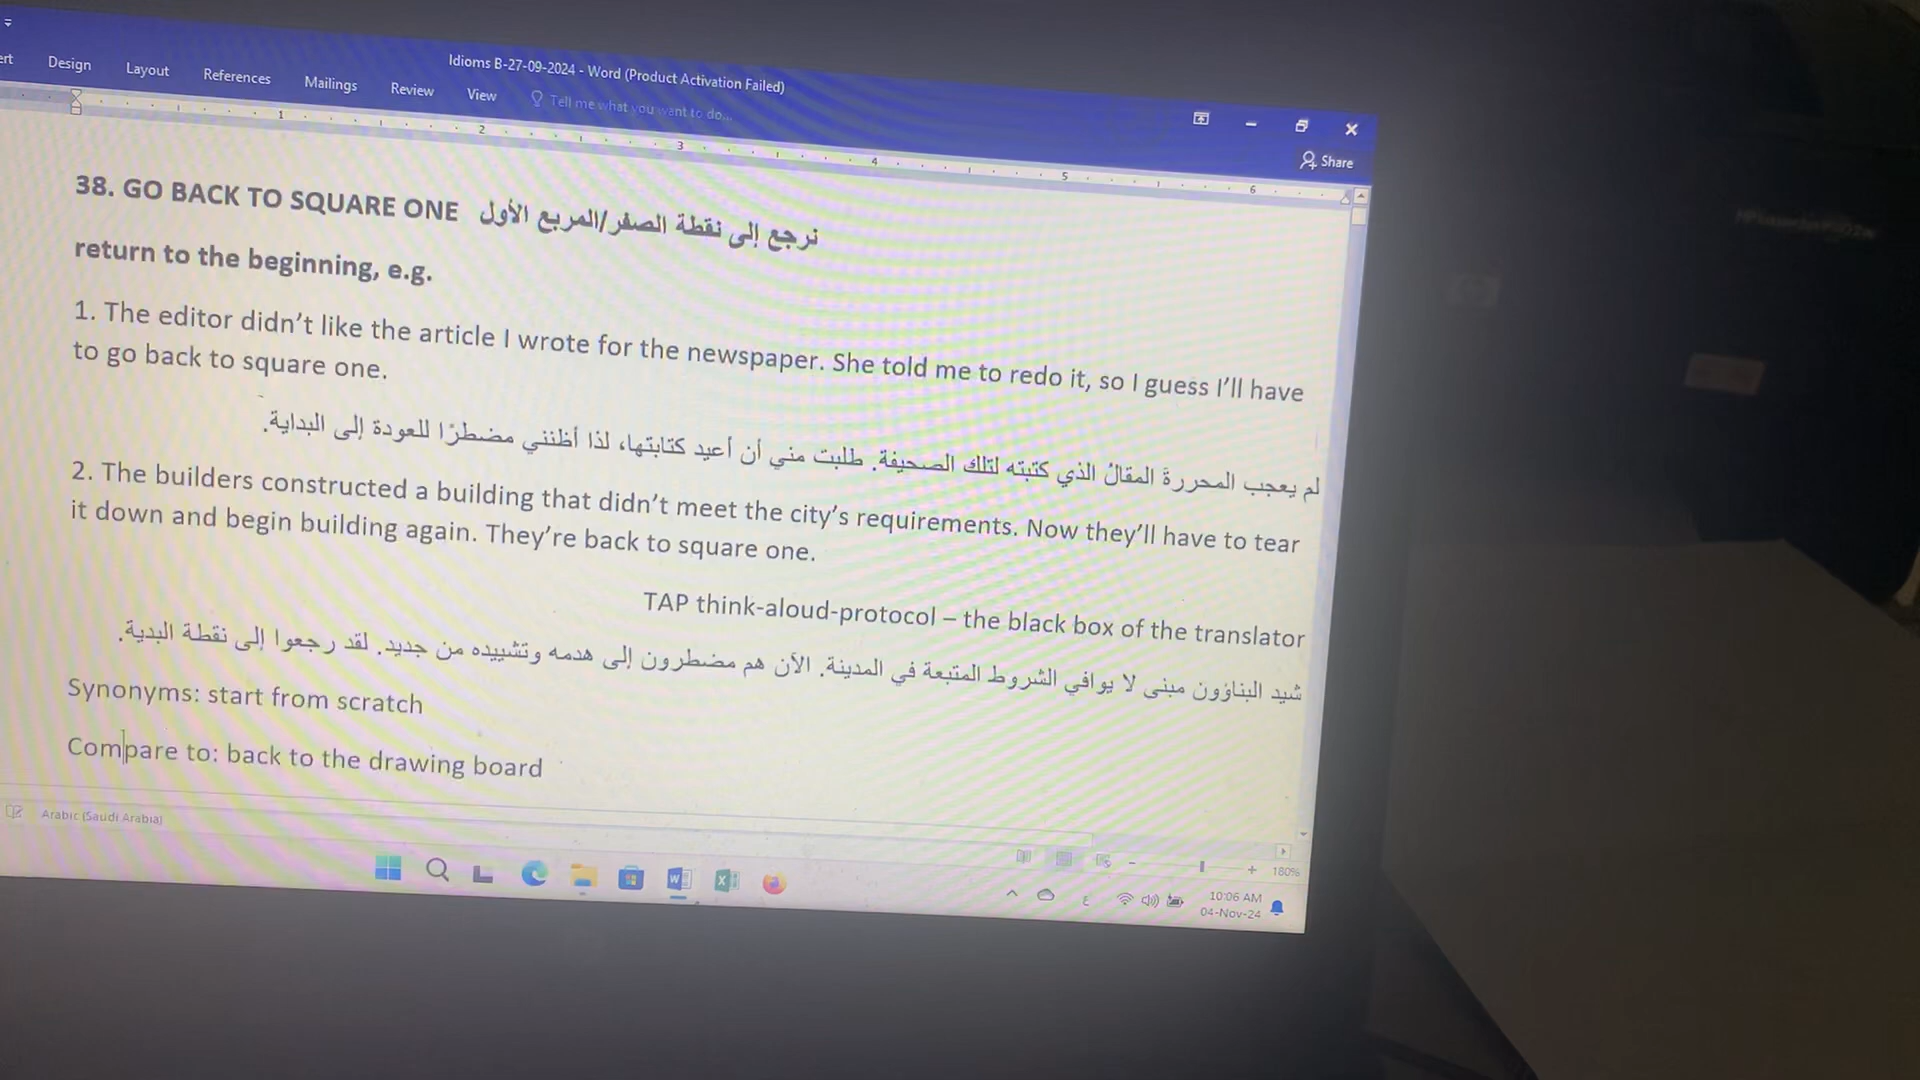 Idioms B-27-09-2024 - Word (Product Activation Failed)
Design Layout References Mailings Review View Tell me what you want to do...
Share
1 2 3 4 5 6
38. GO BACK TO SQUARE ONE نرجع إلى نقطة الصفر/المربع الأول
return to the beginning, e.g.
1. The editor didn't like the article I wrote for the newspaper. She told me to redo it, so I guess I'll have
to go back to square one.
لم يعجب المحررةَ المقالُ الذي كتبته لتلك الصحيفة. طلبت مني أن أعيد كتابتها، لذا أظنني مضطرًا للعودة إلى البداية.
2. The builders constructed a building that didn't meet the city's requirements. Now they'll have to tear
it down and begin building again. They're back to square one.
TAP think-aloud-protocol – the black box of the translator
شيد البناؤون مبنى لا يوافي الشروط المتبعة في المدينة. الآن هم مضطرون إلى هدمه وتشييده من جديد. لقد رجعوا إلى نقطة البدية.
Synonyms: start from scratch
Compare to: back to the drawing board
Arabic (Saudi Arabia)
180%
10:06 AM
04-Nov-24